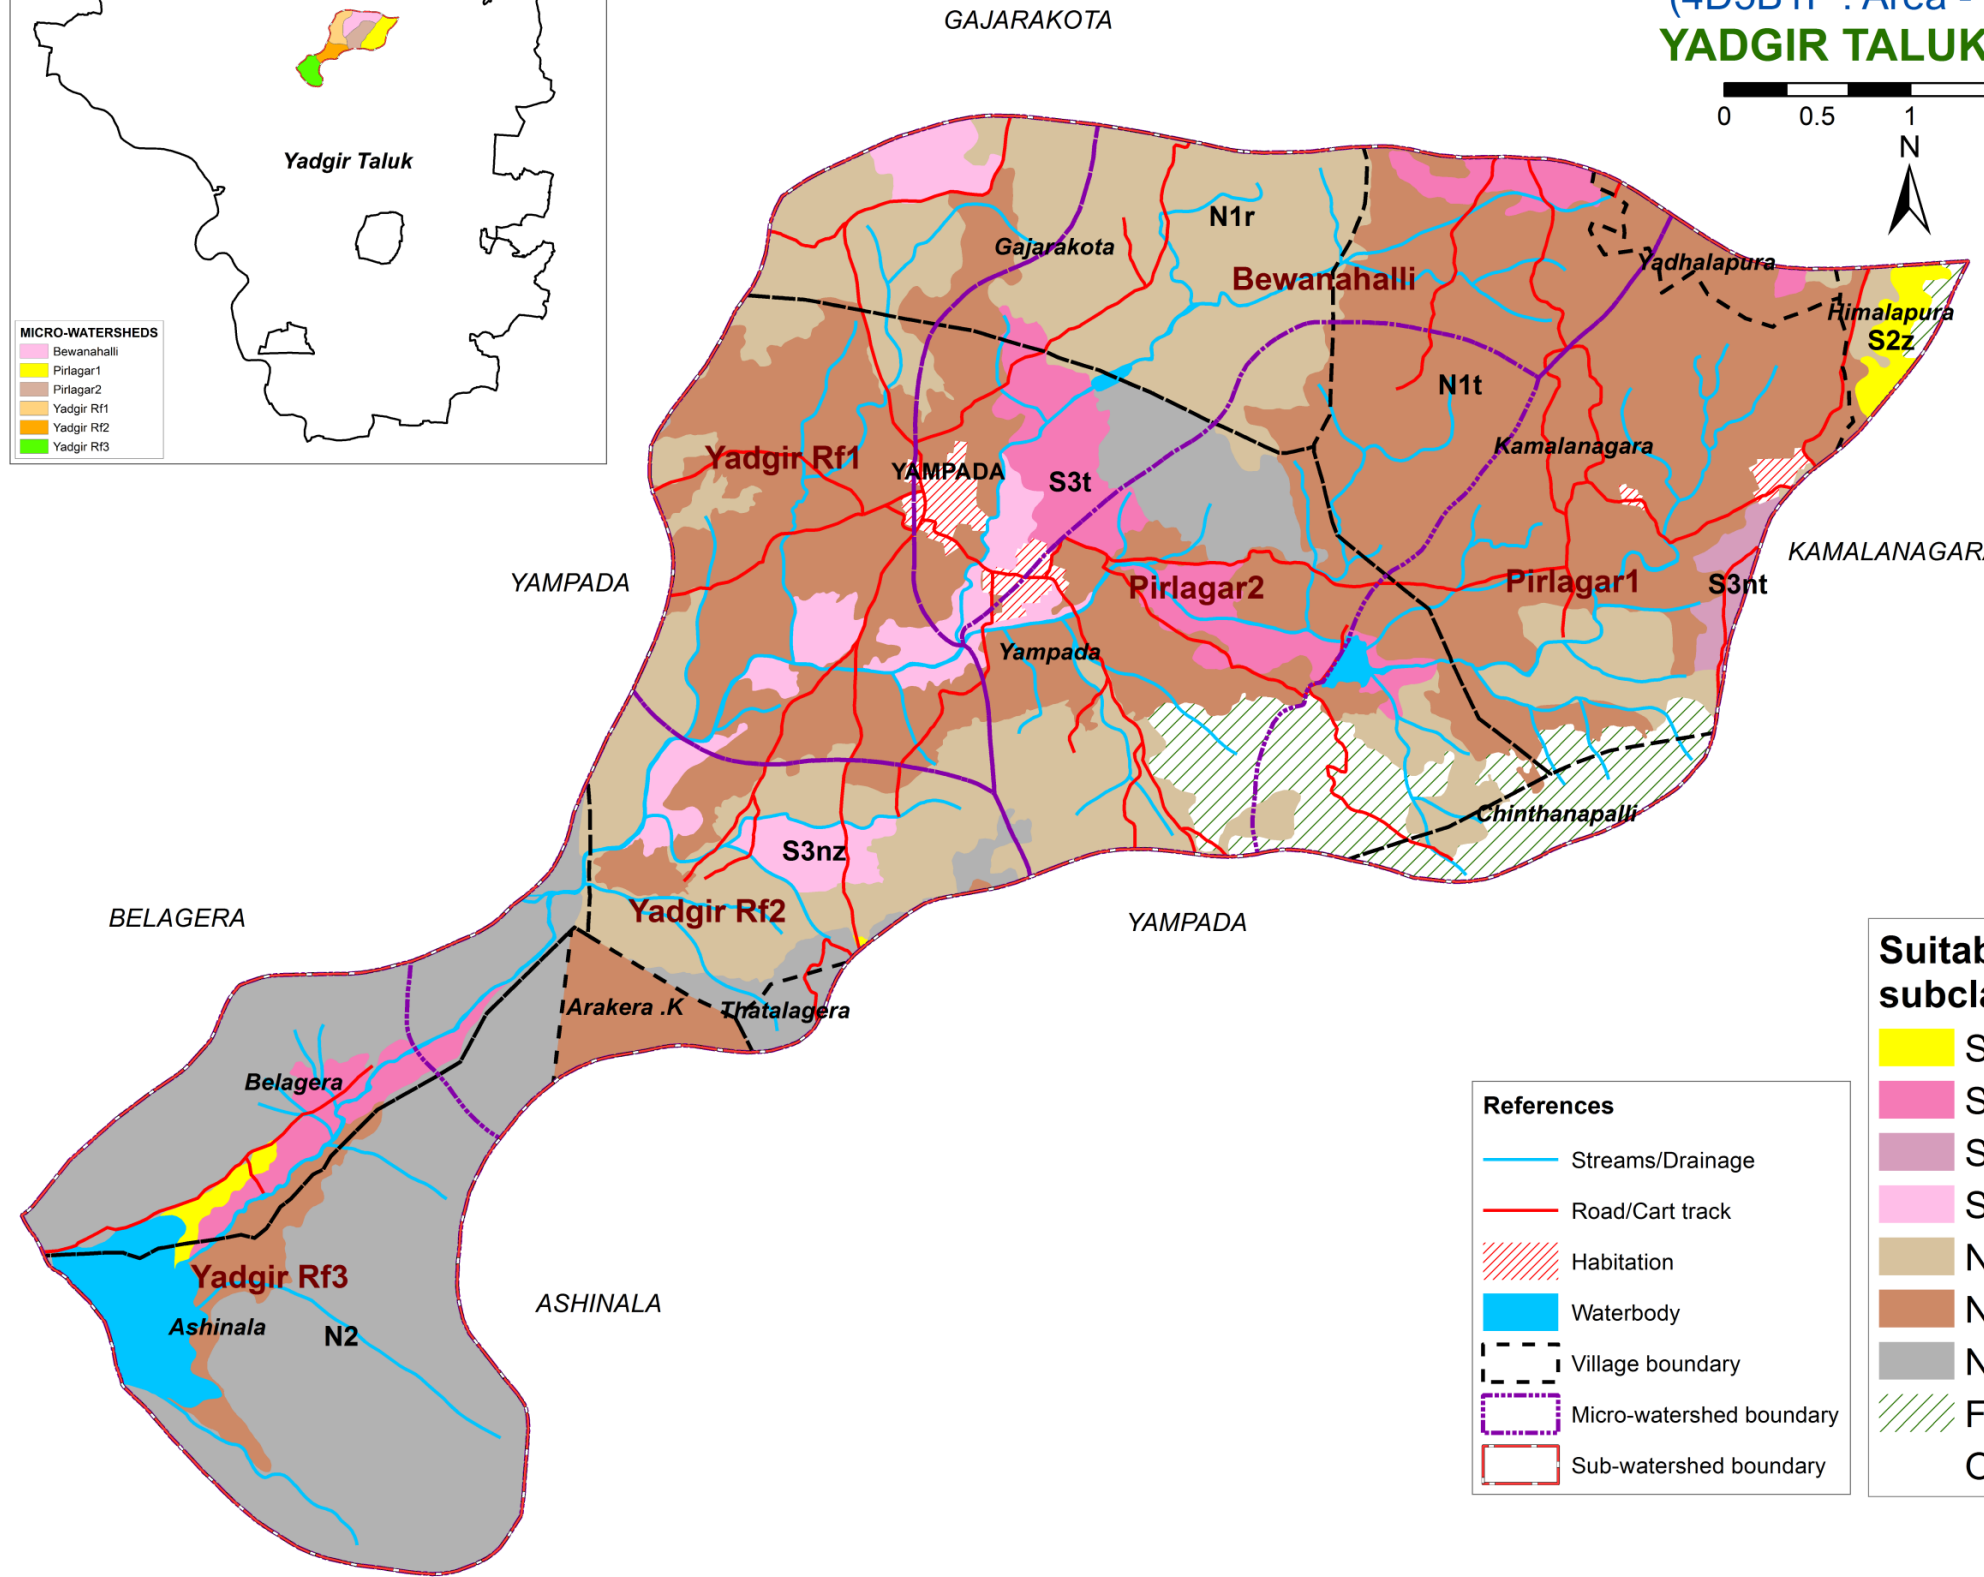 GAJARAKOTA
YADGIR TALUK
0 0.5 1
N
Yadgir Taluk
MICRO-WATERSHEDS
Bewanahalli
Pirlagar1
Pirlagar2
Yadgir Rf1
Yadgir Rf2
Yadgir Rf3
N1r
Gajarakota
Bewanahalli
Yadhalapura
Himalapura
S2z
N1t
Kamalanagara
Yadgir Rf1
YAMPADA
S3t
KAMALANAGARA
YAMPADA
Pirlagar2
Pirlagar1
S3nt
Yampada
Chinthanapalli
S3nz
Yadgir Rf2
BELAGERA
YAMPADA
Arakera .K
Thatalagera
Belagera
Yadgir Rf3
Ashinala
N2
ASHINALA
References
Streams/Drainage
Road/Cart track
Habitation
Waterbody
Village boundary
Micro-watershed boundary
Sub-watershed boundary